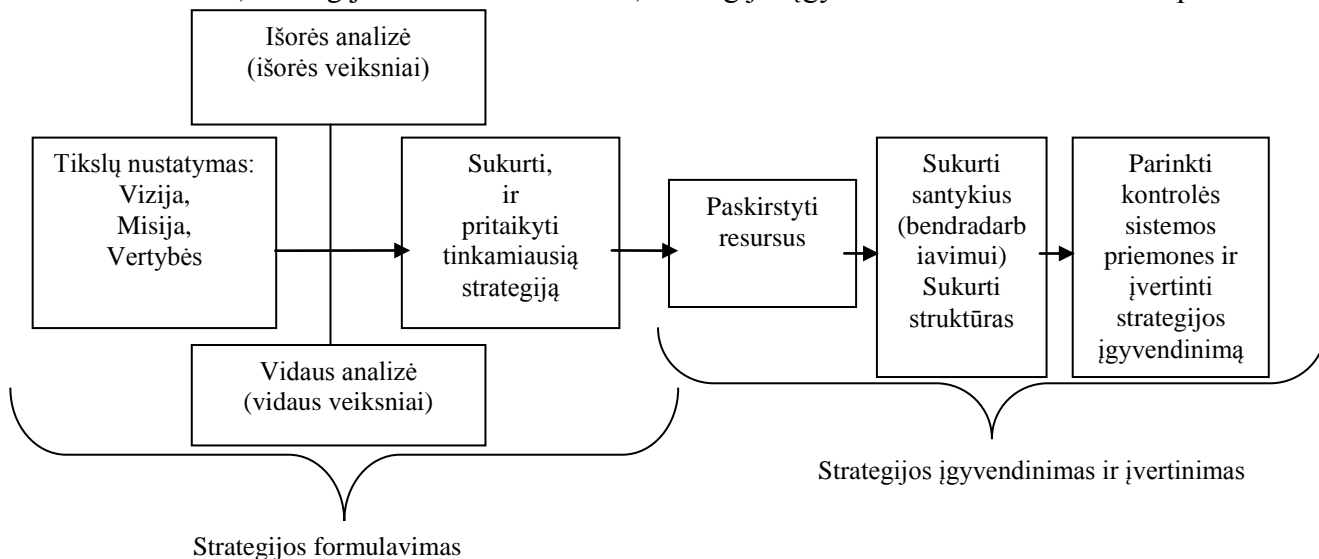 Išorės analizė
(išorės veiksniai)
Tikslų nustatymas:
Vizija,
Misija,
Vertybės
Sukurti,
ir
pritaikyti
tinkamiausią
strategiją
Vidaus analizė
(vidaus veiksniai)
Paskirstyti
resursus
Sukurti
santykius
(bendradarb
iavimui)
Sukurti
struktūras
Parinkti
kontrolės
sistemos
priemones ir
įvertinti
strategijos
įgyvendinimą
Strategijos įgyvendinimas ir įvertinimas
Strategijos formulavimas